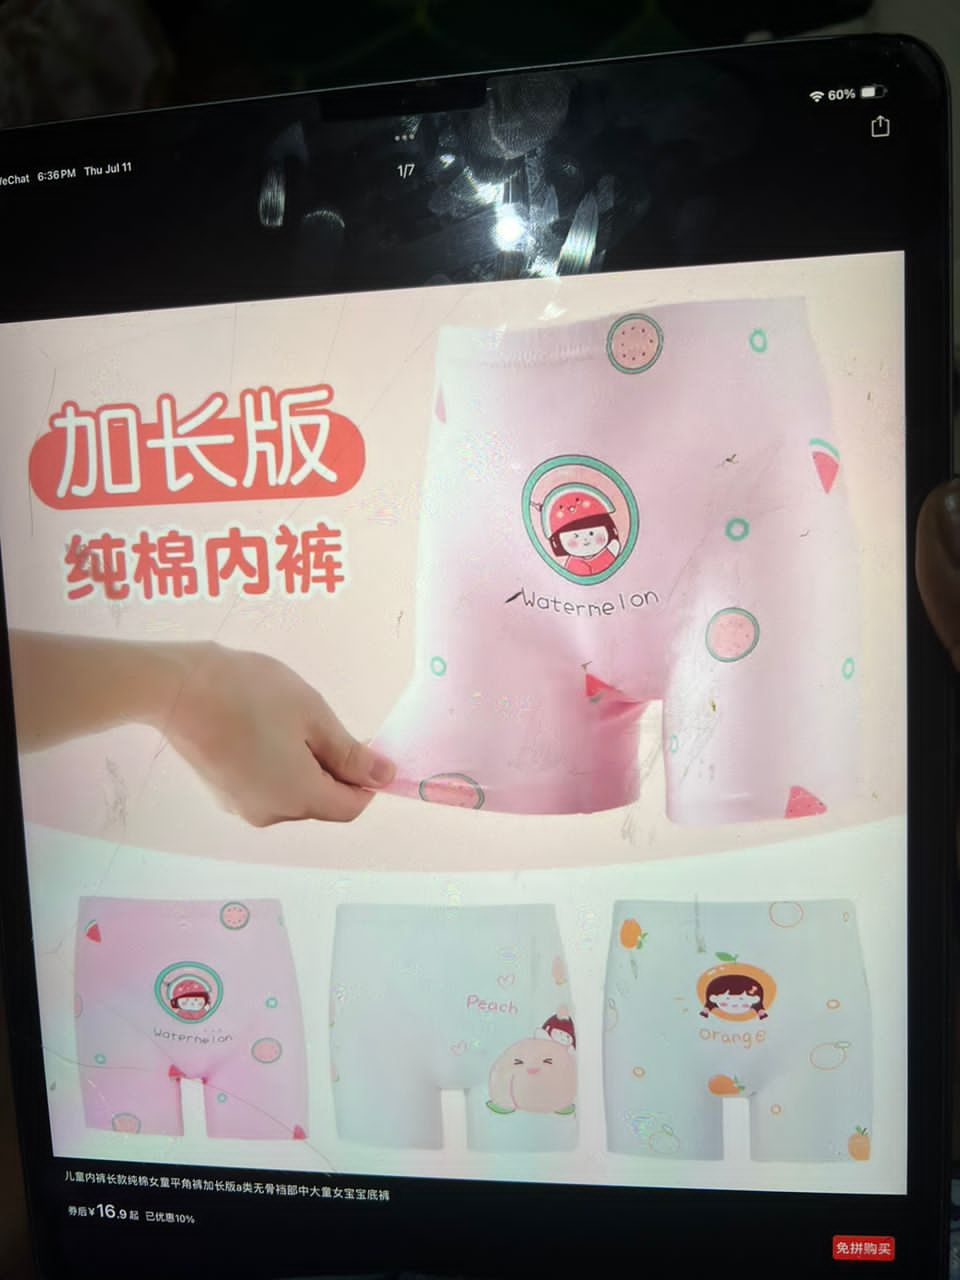 60%
WeChat 6:36 PM Thu Jul 11
1/7
加长版
纯棉内裤
Watermelon
Watermelon
Peach
orange
儿童内裤长款纯棉女童平角裤加长版a类无骨裆部中大童女宝宝底裤
券后¥16.9起 已优惠10%
免拼购买